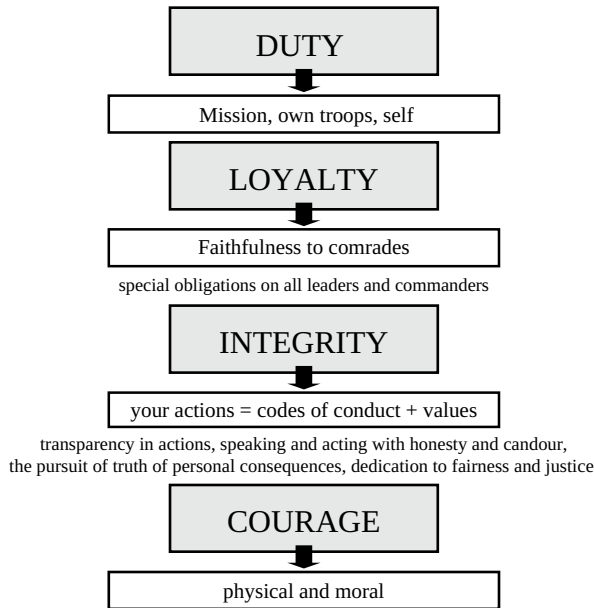 DUTY
Mission, own troops, self
LOYALTY
Faithfulness to comrades
special obligations on all leaders and commanders
INTEGRITY
your actions = codes of conduct + values
transparency in actions, speaking and acting with honesty and candour,
the pursuit of truth of personal consequences, dedication to fairness and justice
COURAGE
physical and moral